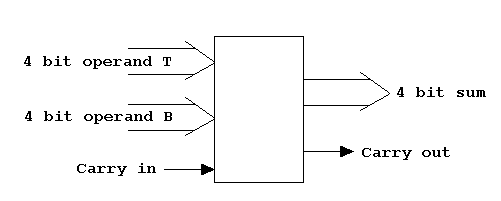 4 bit operand T
4 bit sum
4 bit operand B
Carry out
Carry in